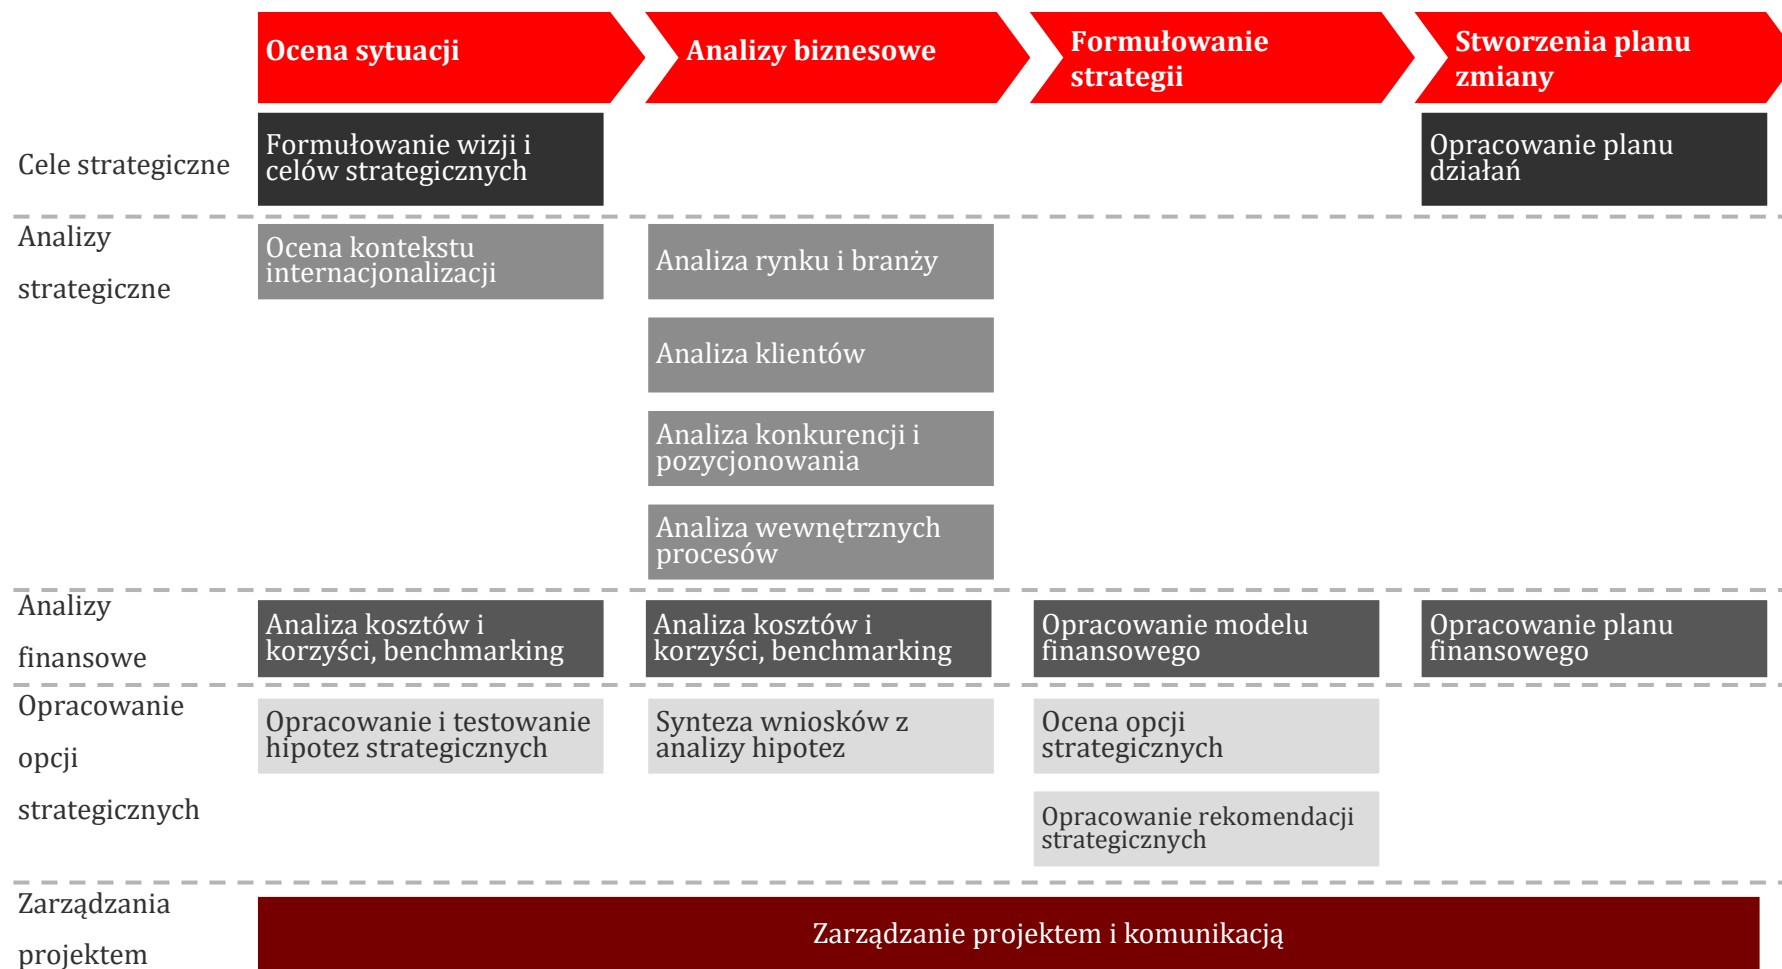 Ocena sytuacji
Analizy biznesowe
Formułowanie
strategii
Stworzenia planu
zmiany
Cele strategiczne
Formułowanie wizji i
celów strategicznych
Opracowanie planu
działań
Analizy
strategiczne
Ocena kontekstu
internacjonalizacji
Analiza rynku i branży
Analiza klientów
Analiza konkurencji i
pozycjonowania
Analiza wewnętrznych
procesów
Analizy
finansowe
Analiza kosztów i
korzyści, benchmarking
Analiza kosztów i
korzyści, benchmarking
Opracowanie modelu
finansowego
Opracowanie planu
finansowego
Opracowanie
opcji
strategicznych
Opracowanie i testowanie
hipotez strategicznych
Synteza wniosków z
analizy hipotez
Ocena opcji
strategicznych
Opracowanie rekomendacji
strategicznych
Zarządzania
projektem
Zarządzanie projektem i komunikacją